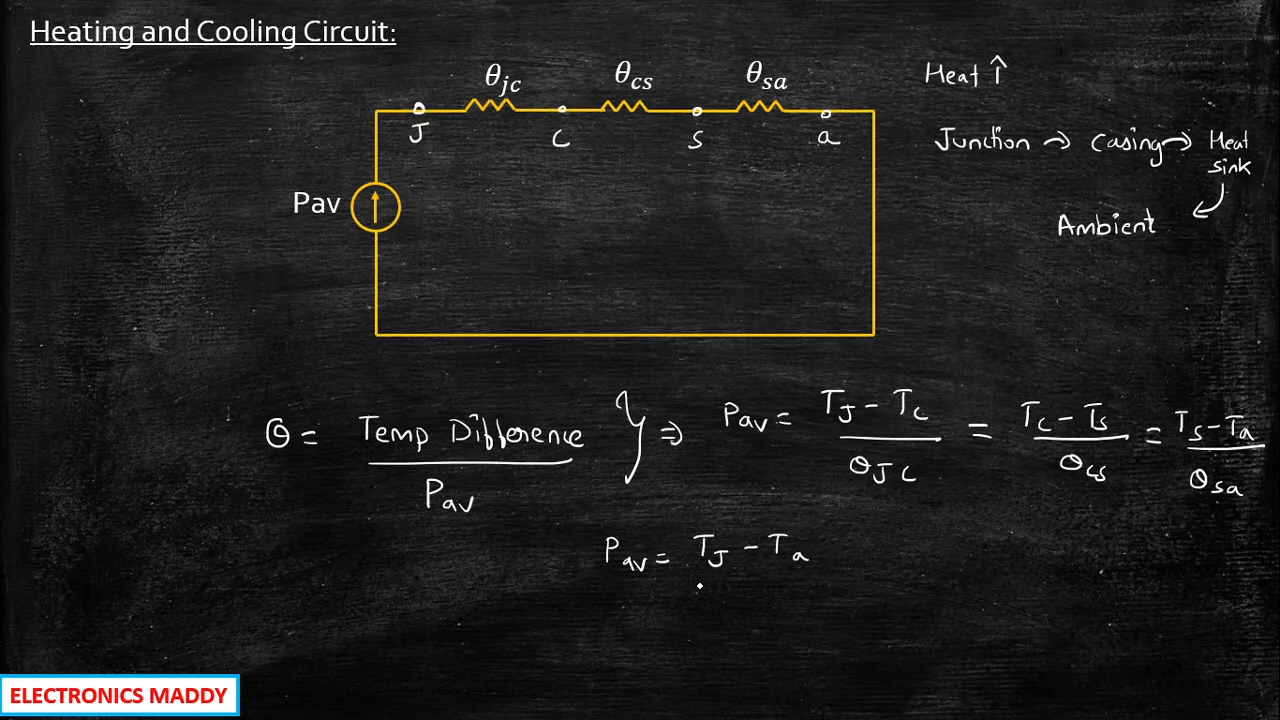 Heating and Cooling Circuit:
θjc θcs θsa
J C S a
Pav
Heat ↑
Junction → Casing → Heat sink
Ambient
θ = Temp Difference / Pav } ⇒ Pav = TJ - Tc / θJC = Tc - Ts / θcs = Ts - Ta / θsa
Pav = TJ - Ta
ELECTRONICS MADDY